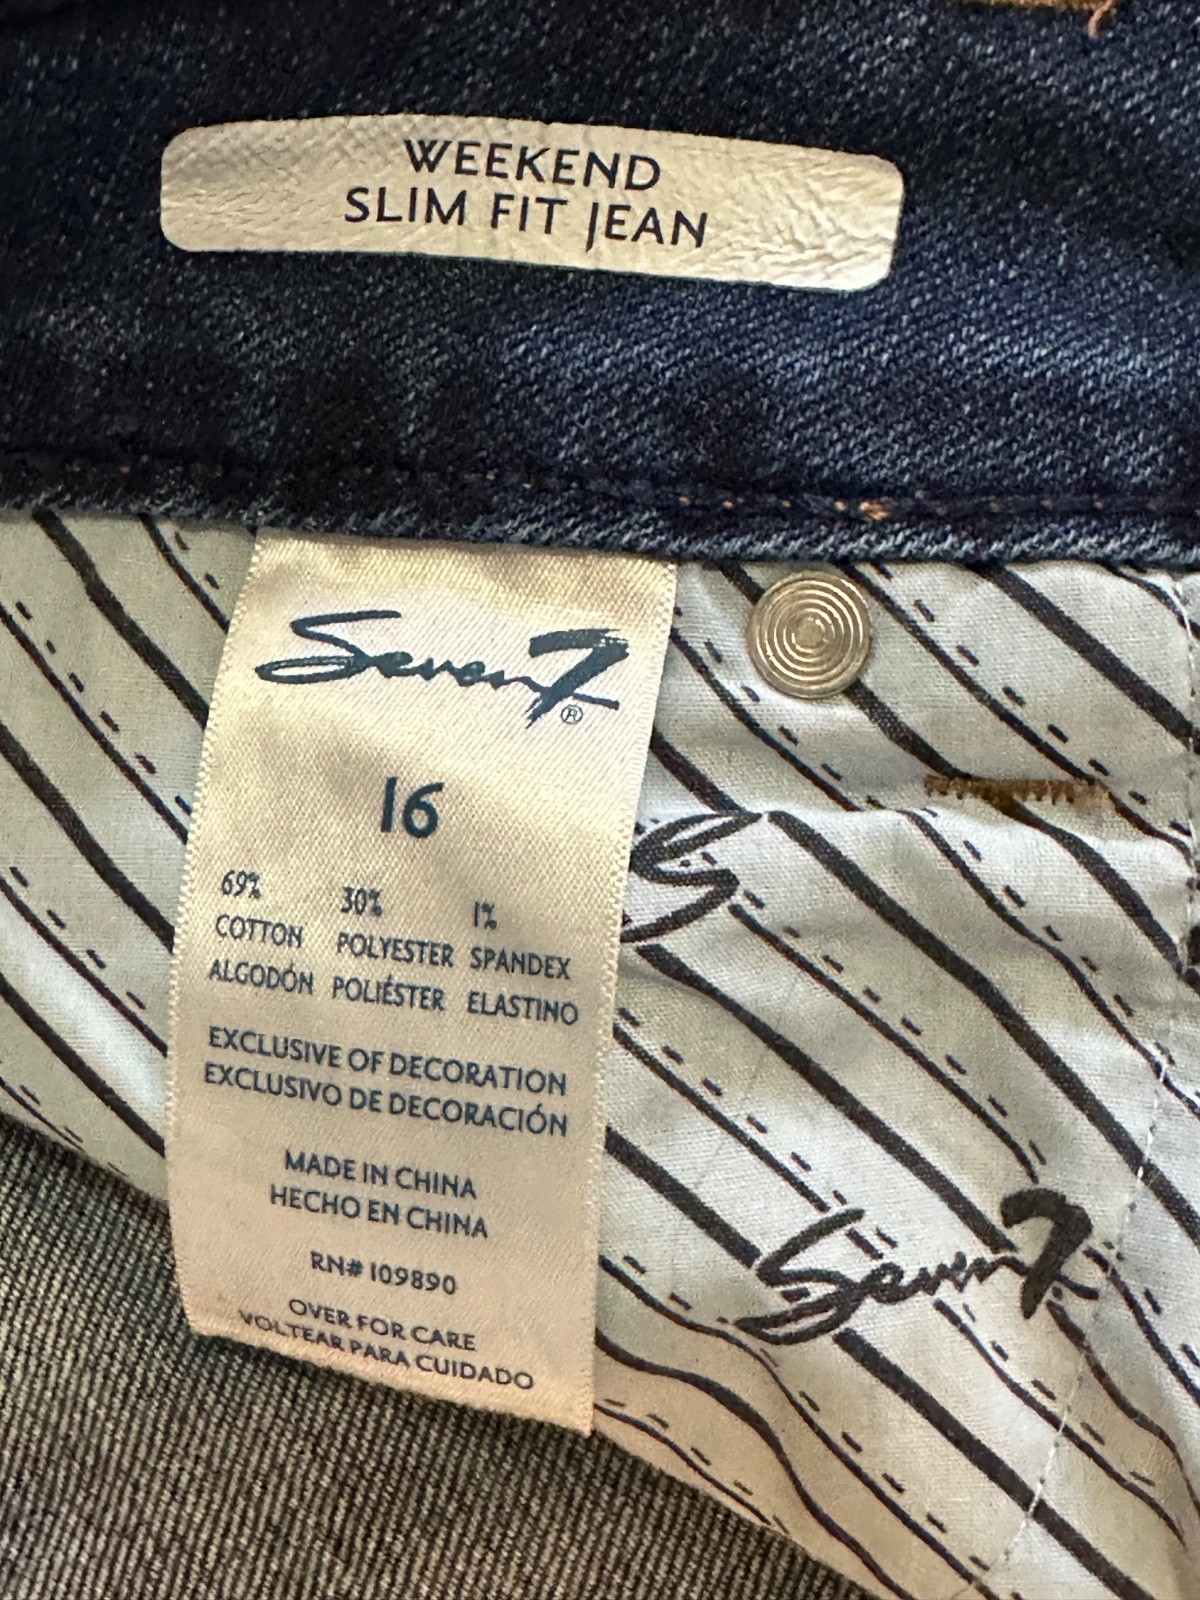 WEEKEND
SLIM FIT JEAN
Seven7®
16
69% 30% 1%
COTTON POLYESTER SPANDEX
ALGODÓN POLIÉSTER ELASTINO
EXCLUSIVE OF DECORATION
EXCLUSIVO DE DECORACIÓN
MADE IN CHINA
HECHO EN CHINA
RN# 109890
OVER FOR CARE
VOLTEAR PARA CUIDADO
Seven7